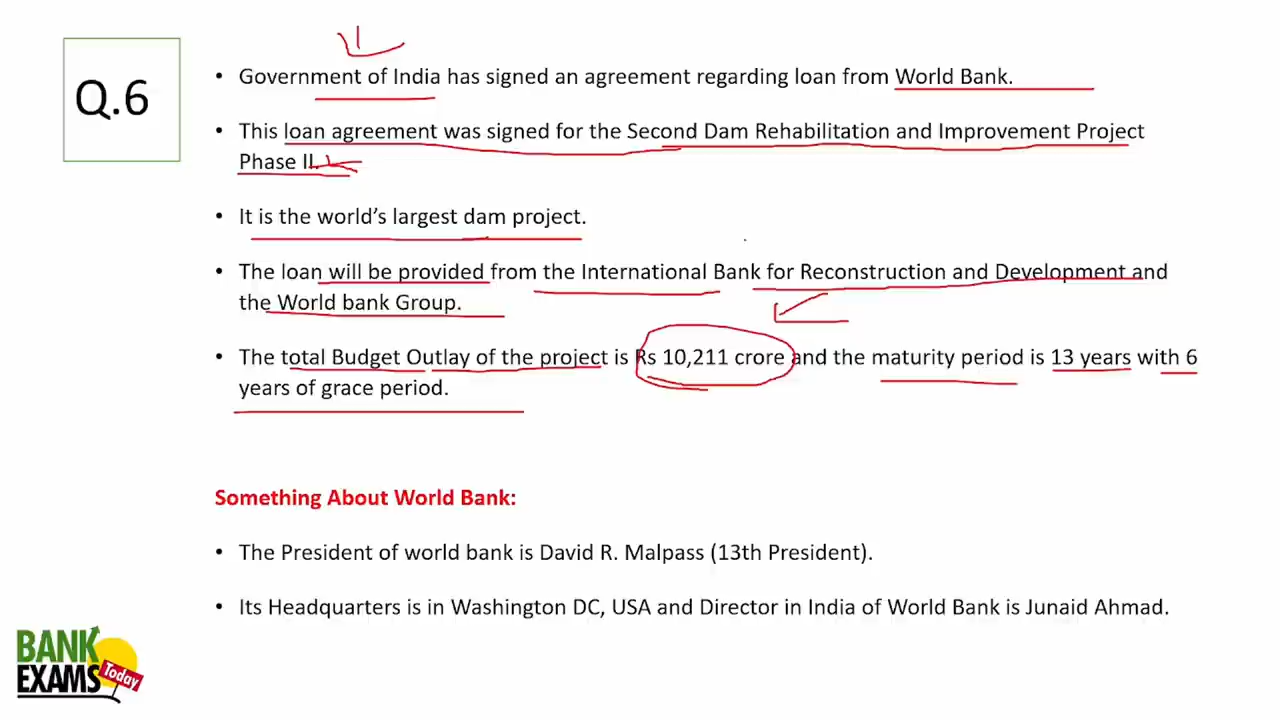 Q.6
• Government of India has signed an agreement regarding loan from World Bank.
• This loan agreement was signed for the Second Dam Rehabilitation and Improvement Project
Phase II.
• It is the world's largest dam project.
• The loan will be provided from the International Bank for Reconstruction and Development and
the World bank Group.
• The total Budget Outlay of the project is Rs 10,211 crore and the maturity period is 13 years with 6
years of grace period.
Something About World Bank:
• The President of world bank is David R. Malpass (13th President).
• Its Headquarters is in Washington DC, USA and Director in India of World Bank is Junaid Ahmad.
BANK
EXAMS
Today